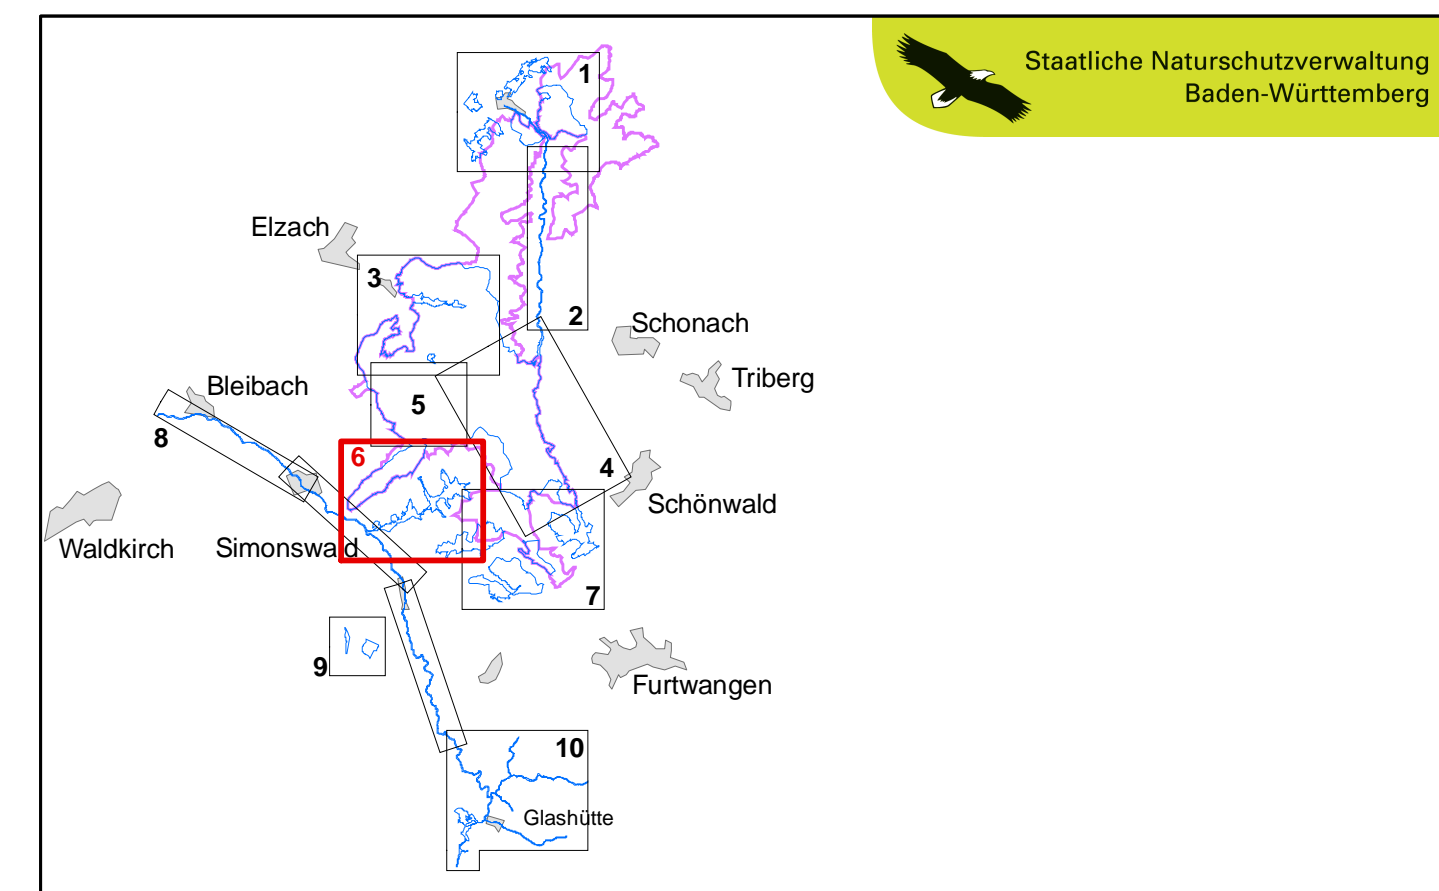 Staatliche Naturschutzverwaltung
Baden-Württemberg
1
Elzach
3
2
Schonach
Triberg
Bleibach
5
8
6
4
Schönwald
Waldkirch
Simonswald
7
9
Furtwangen
10
Glashütte